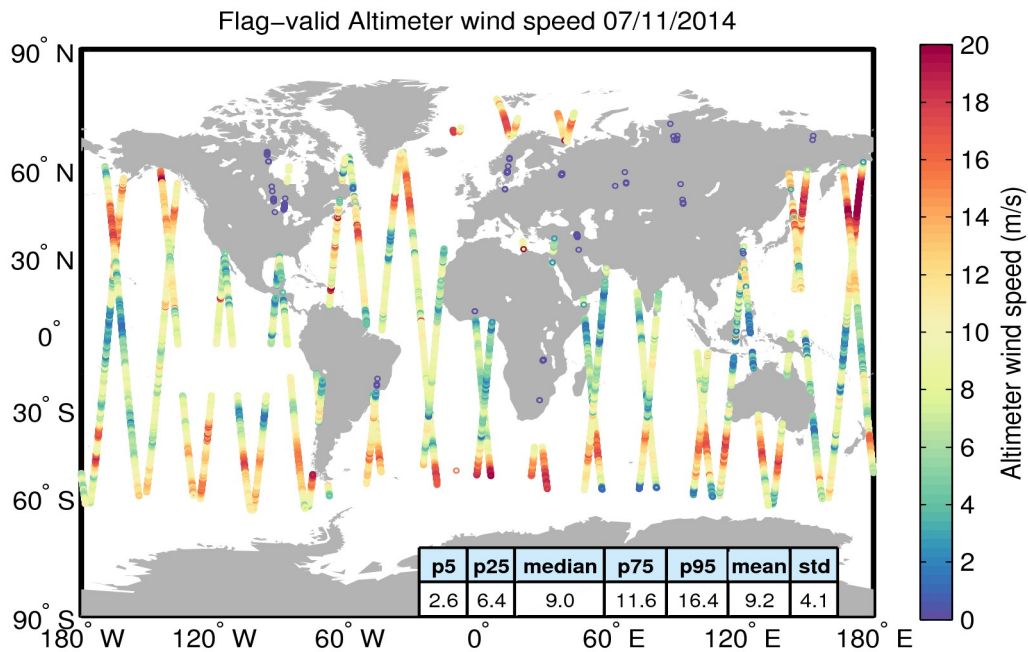 Flag−valid Altimeter wind speed 07/11/2014
90° N
60° N
30° N
0°
30° S
60° S
90° S
180° W 120° W 60° W 0° 60° E 120° E 180° E
p5 p25 median p75 p95 mean std
2.6 6.4 9.0 11.6 16.4 9.2 4.1
20
18
16
14
12
10
8
6
4
2
0
Altimeter wind speed (m/s)